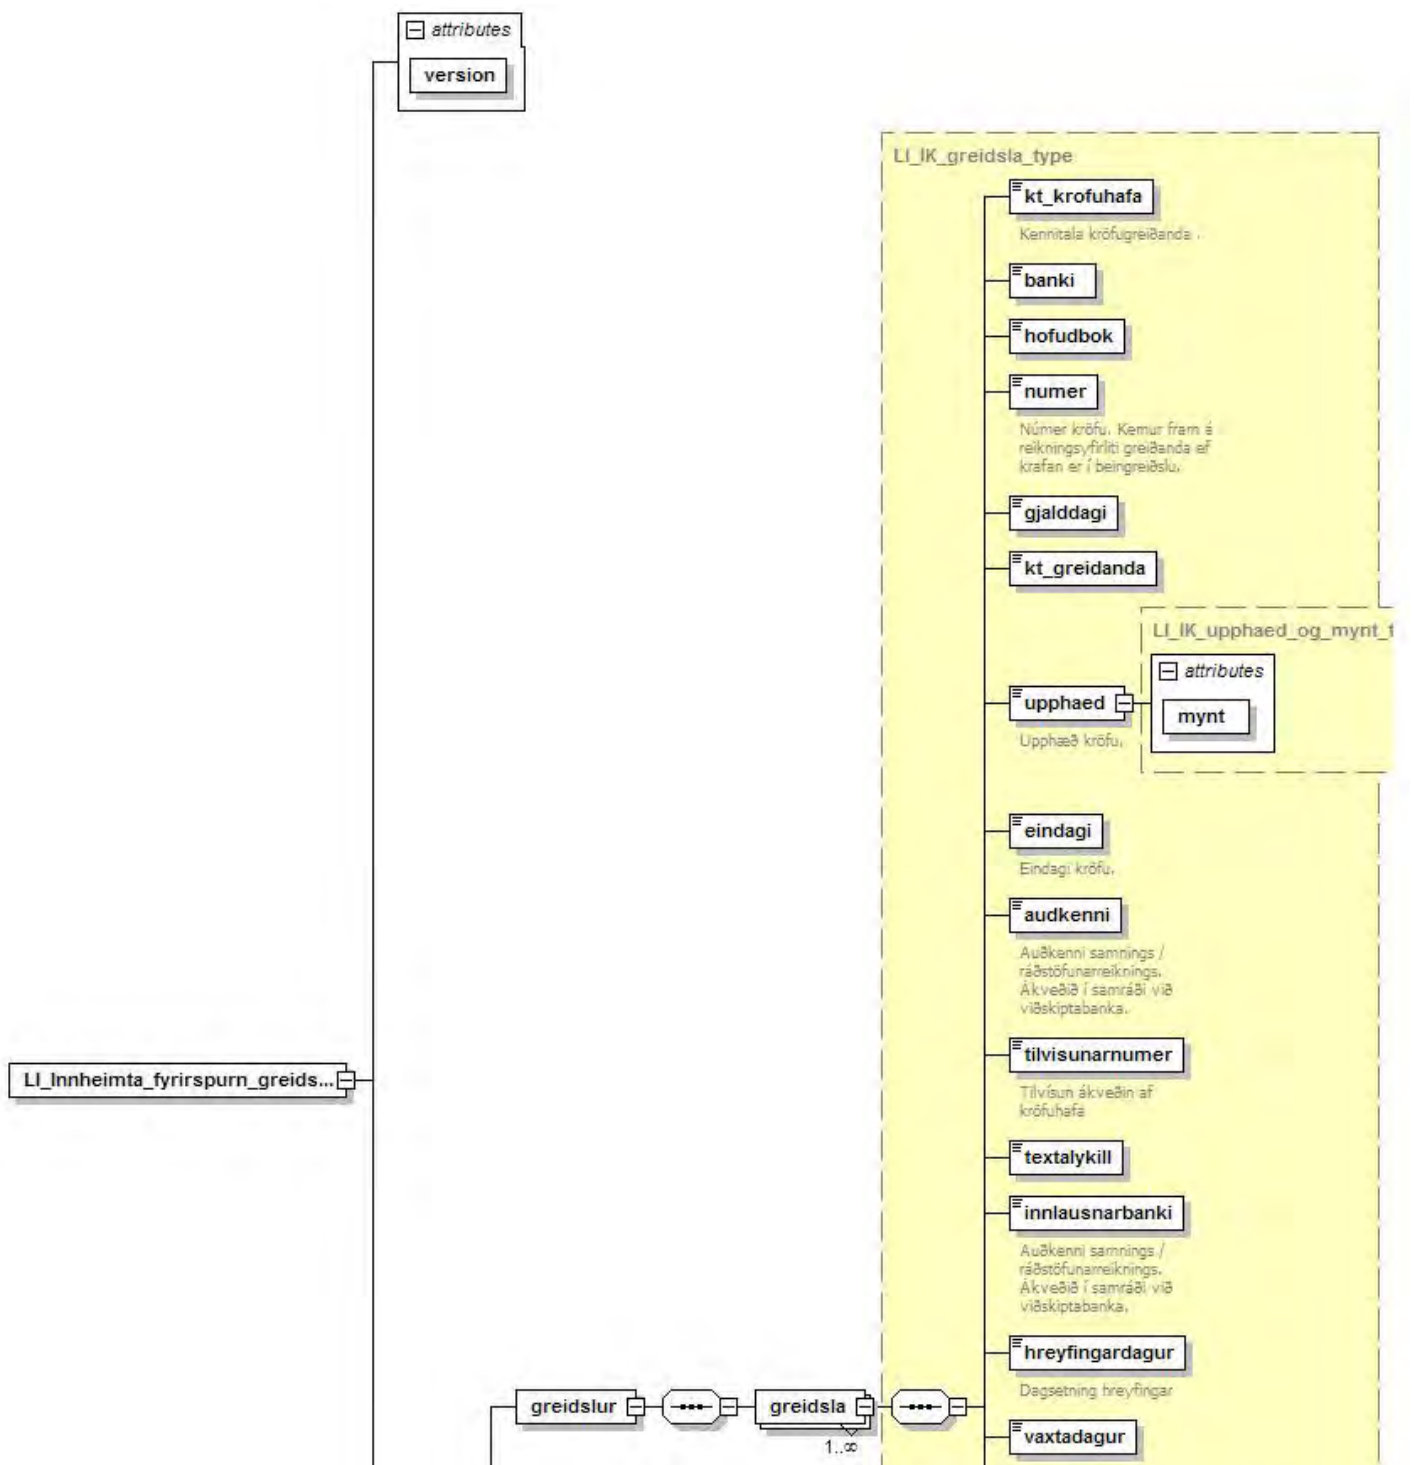 attributes
version
LI_IK_greidsla_type
kt_krofuhafa
Kennitala kröfugreiðanda .
banki
hofudbok
numer
Númer kröfu. Kemur fram á
reikningsyfirliti greiðanda ef
krafan er í beingreiðslu.
gjalddagi
kt_greidanda
LI_IK_upphaed_og_mynt_t
attributes
upphaed
mynt
Upphæð kröfu.
eindagi
Eindagi kröfu.
audkenni
Auðkenni samnings /
ráðstöfunarreiknings.
Ákveðið í samráði við
viðskiptabanka.
tilvisunarnumer
Tilvísun ákveðin af
kröfuhafa
LI_Innheimta_fyrirspurn_greids...
textalykill
innlausnarbanki
Auðkenni samnings /
ráðstöfunarreiknings.
Ákveðið í samráði við
viðskiptabanka.
hreyfingardagur
Dagsetning hreyfingar
greidslur
greidsla
1..∞
vaxtadagur